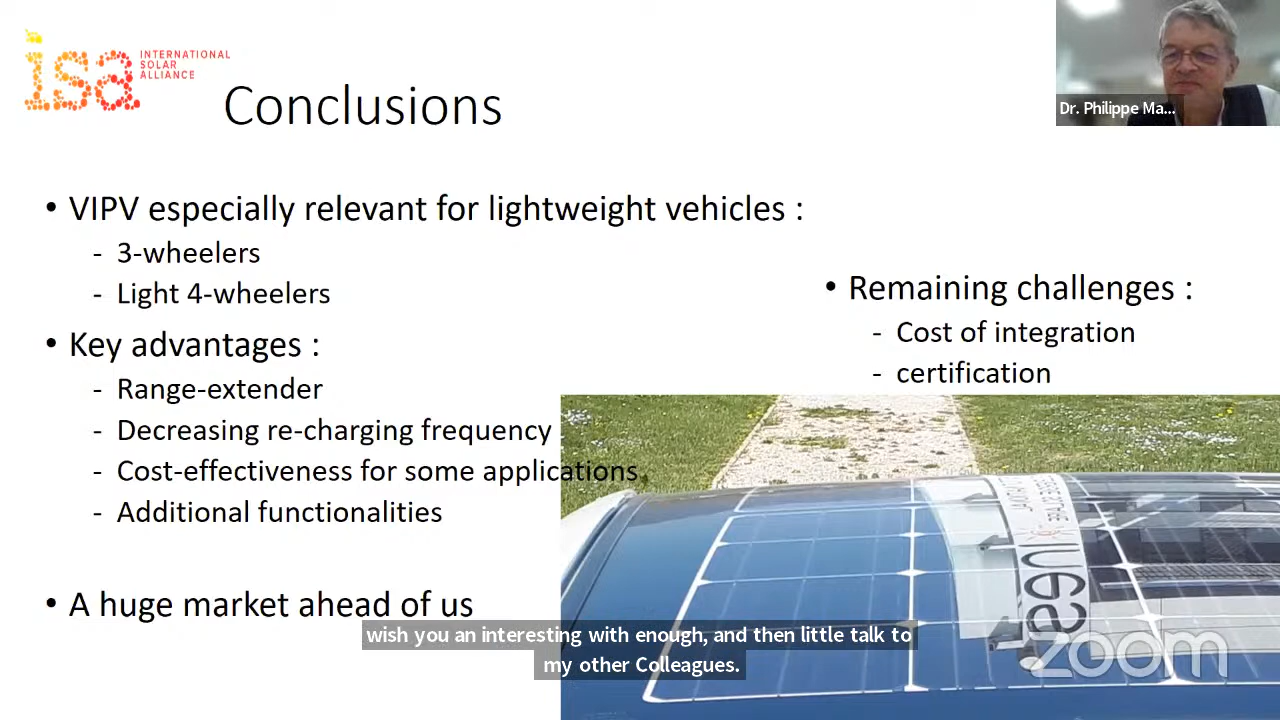 INTERNATIONAL
SOLAR
ALLIANCE
isa
Conclusions
Dr. Philippe Ma...
• VIPV especially relevant for lightweight vehicles :
- 3-wheelers
- Light 4-wheelers
• Key advantages :
- Range-extender
- Decreasing re-charging frequency
- Cost-effectiveness for some applications
- Additional functionalities
• A huge market ahead of us
• Remaining challenges :
- Cost of integration
- certification
wish you an interesting with enough, and then little talk to
my other Colleagues.
zoom